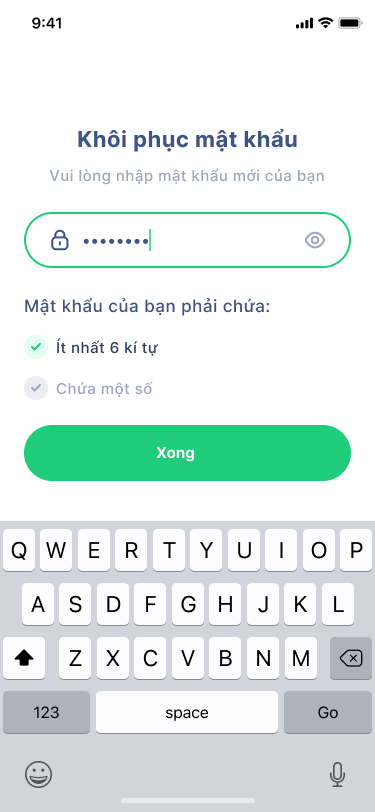 9:41
Khôi phục mật khẩu
Vui lòng nhập mật khẩu mới của bạn
••••••••
Mật khẩu của bạn phải chứa:
Ít nhất 6 kí tự
Chứa một số
Xong
Q W E R T Y U I O P
A S D F G H J K L
Z X C V B N M
123 space Go